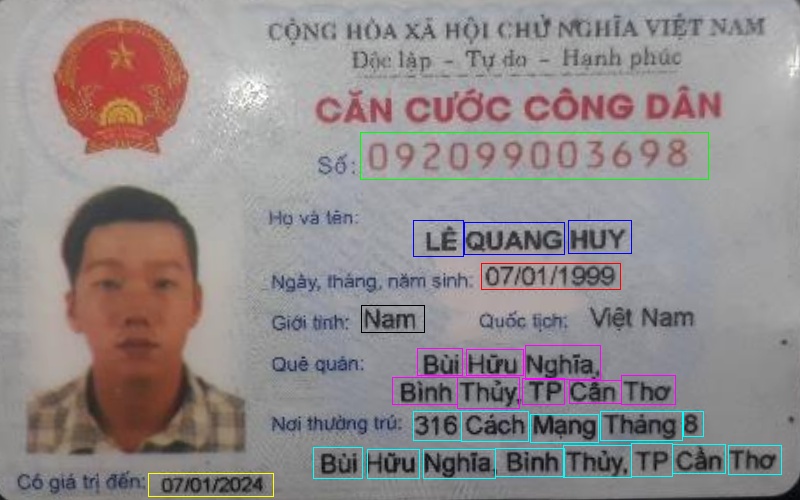 CỘNG HÒA XÃ HỘI CHỦ NGHĨA VIỆT NAM
Độc lập - Tự do - Hạnh phúc
CĂN CƯỚC CÔNG DÂN
Số: 092099003698
Họ và tên:
LÊ QUANG HUY
Ngày, tháng, năm sinh: 07/01/1999
Giới tính: Nam Quốc tịch: Việt Nam
Quê quán: Bùi Hữu Nghĩa,
Bình Thủy, TP Cần Thơ
Nơi thường trú: 316 Cách Mạng Tháng 8
Bùi Hữu Nghĩa, Bình Thủy, TP Cần Thơ
Có giá trị đến: 07/01/2024